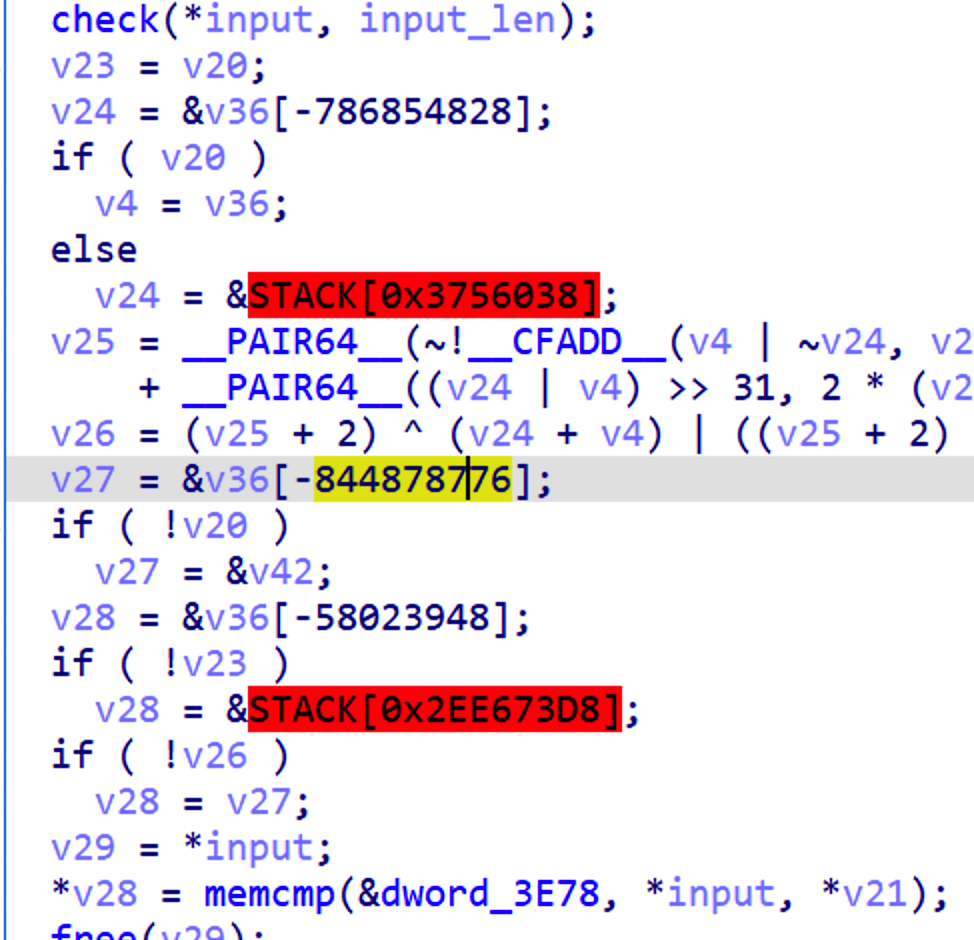 check(*input, input_len);
v23 = v20;
v24 = &v36[-786854828];
if ( v20 )
v4 = v36;
else
v24 = &STACK[0x3756038];
v25 = __PAIR64__(~!__CFADD__(v4 | ~v24, v2
+ __PAIR64__((v24 | v4) >> 31, 2 * (v2
v26 = (v25 + 2) ^ (v24 + v4) | ((v25 + 2)
v27 = &v36[-844878776];
if ( !v20 )
v27 = &v42;
v28 = &v36[-58023948];
if ( !v23 )
v28 = &STACK[0x2EE673D8];
if ( !v26 )
v28 = v27;
v29 = *input;
*v28 = memcmp(&dword_3E78, *input, *v21);
free(v29);